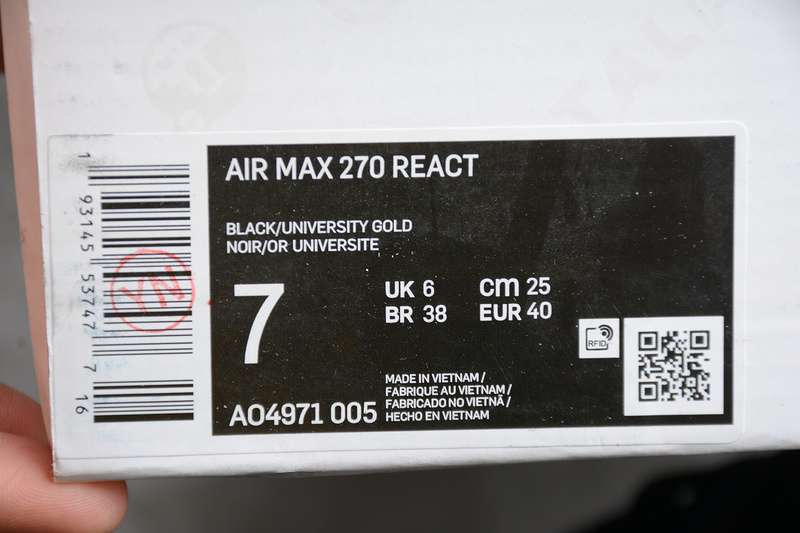 AIR MAX 270 REACT
BLACK/UNIVERSITY GOLD
NOIR/OR UNIVERSITE
7
UK 6
cm 25
BR 38
EUR 40
RFID
MADE IN VIETNAM /
FABRIQUE AU VIETNAM /
FABRICADO NO VIETNÃ /
HECHO EN VIETNAM
AO4971 005
1 93145 53747 7 16
YN